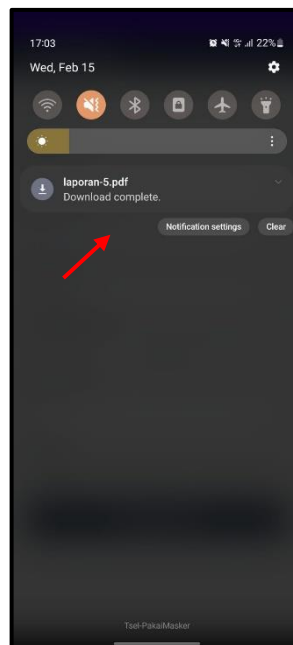 17:03
22%
Wed, Feb 15
laporan-5.pdf
Download complete.
Notification settings
Clear
Tsel-PakaiMasker